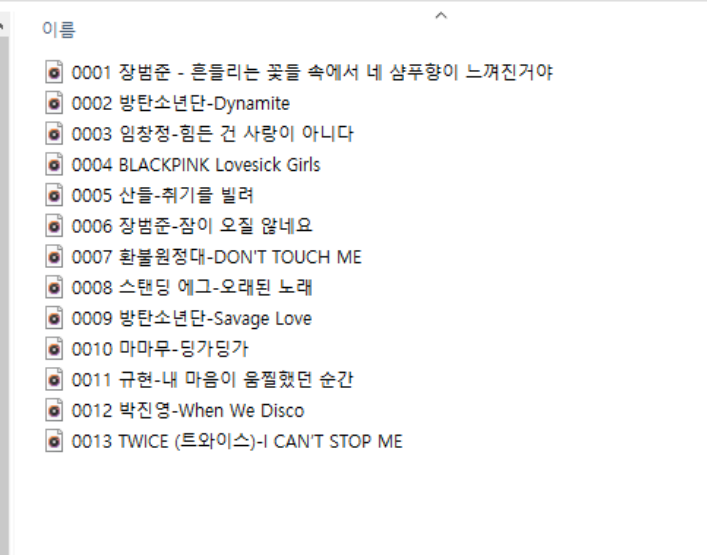 이름
0001 장범준 - 흔들리는 꽃들 속에서 네 샴푸향이 느껴진거야
0002 방탄소년단-Dynamite
0003 임창정-힘든 건 사랑이 아니다
0004 BLACKPINK Lovesick Girls
0005 산들-취기를 빌려
0006 장범준-잠이 오질 않네요
0007 환불원정대-DON'T TOUCH ME
0008 스탠딩 에그-오래된 노래
0009 방탄소년단-Savage Love
0010 마마무-딩가딩가
0011 규현-내 마음이 움찔했던 순간
0012 박진영-When We Disco
0013 TWICE (트와이스)-I CAN'T STOP ME